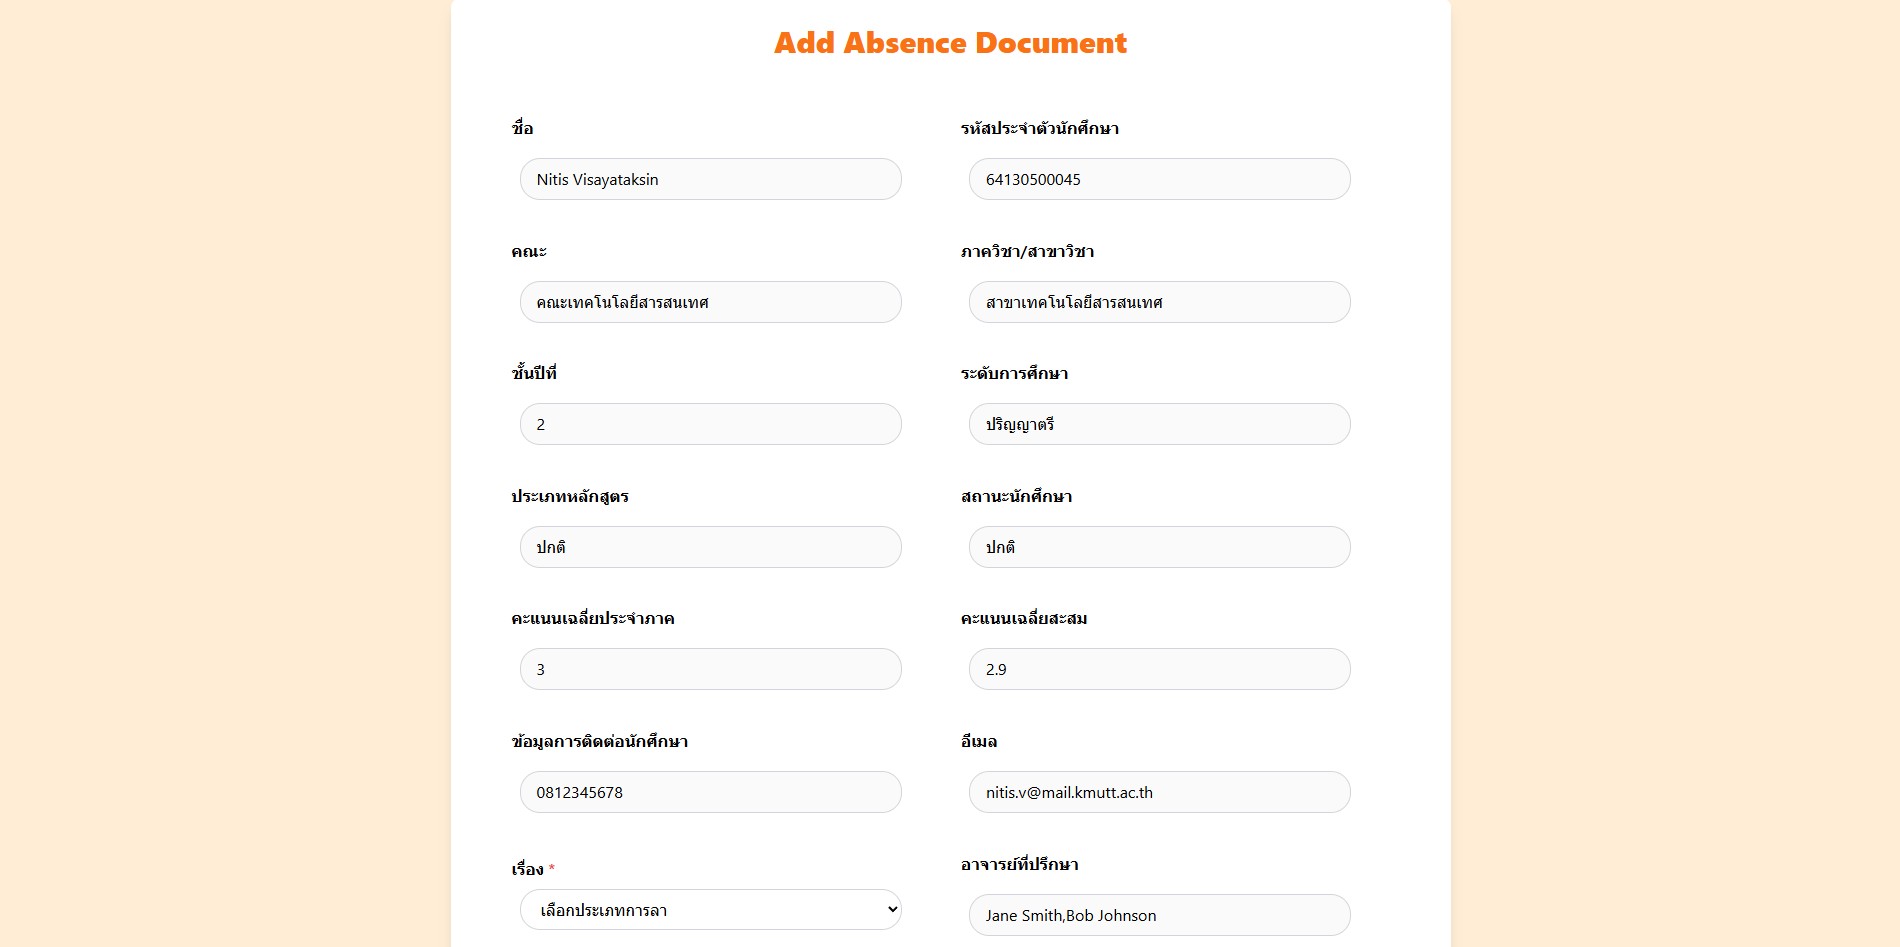 Add Absence Document
ชื่อ
รหัสประจำตัวนักศึกษา
Nitis Visayataksin
64130500045
คณะ
ภาควิชา/สาขาวิชา
คณะเทคโนโลยีสารสนเทศ
สาขาเทคโนโลยีสารสนเทศ
ชั้นปีที่
ระดับการศึกษา
2
ปริญญาตรี
ประเภทหลักสูตร
สถานะนักศึกษา
ปกติ
ปกติ
คะแนนเฉลี่ยประจำภาค
คะแนนเฉลี่ยสะสม
3
2.9
ข้อมูลการติดต่อนักศึกษา
อีเมล
0812345678
nitis.v@mail.kmutt.ac.th
เรื่อง *
อาจารย์ที่ปรึกษา
เลือกประเภทการลา
Jane Smith,Bob Johnson